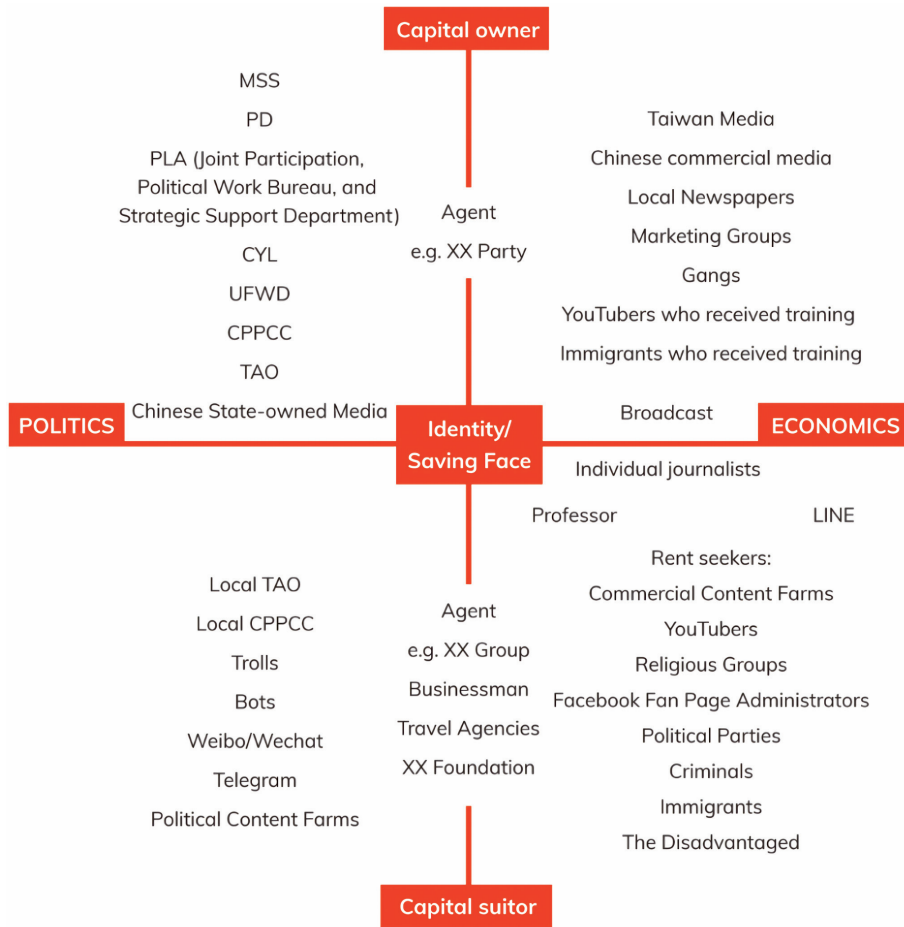 Capital owner
MSS
PD
PLA (Joint Participation,
Political Work Bureau, and
Strategic Support Department)
CYL
UFWD
CPPCC
TAO
Chinese State-owned Media
Agent
e.g. XX Party
Taiwan Media
Chinese commercial media
Local Newspapers
Marketing Groups
Gangs
YouTubers who received training
Immigrants who received training
Broadcast
POLITICS
Identity/
Saving Face
ECONOMICS
Individual journalists
Professor
LINE
Local TAO
Local CPPCC
Trolls
Bots
Weibo/Wechat
Telegram
Political Content Farms
Agent
e.g. XX Group
Businessman
Travel Agencies
XX Foundation
Rent seekers:
Commercial Content Farms
YouTubers
Religious Groups
Facebook Fan Page Administrators
Political Parties
Criminals
Immigrants
The Disadvantaged
Capital suitor